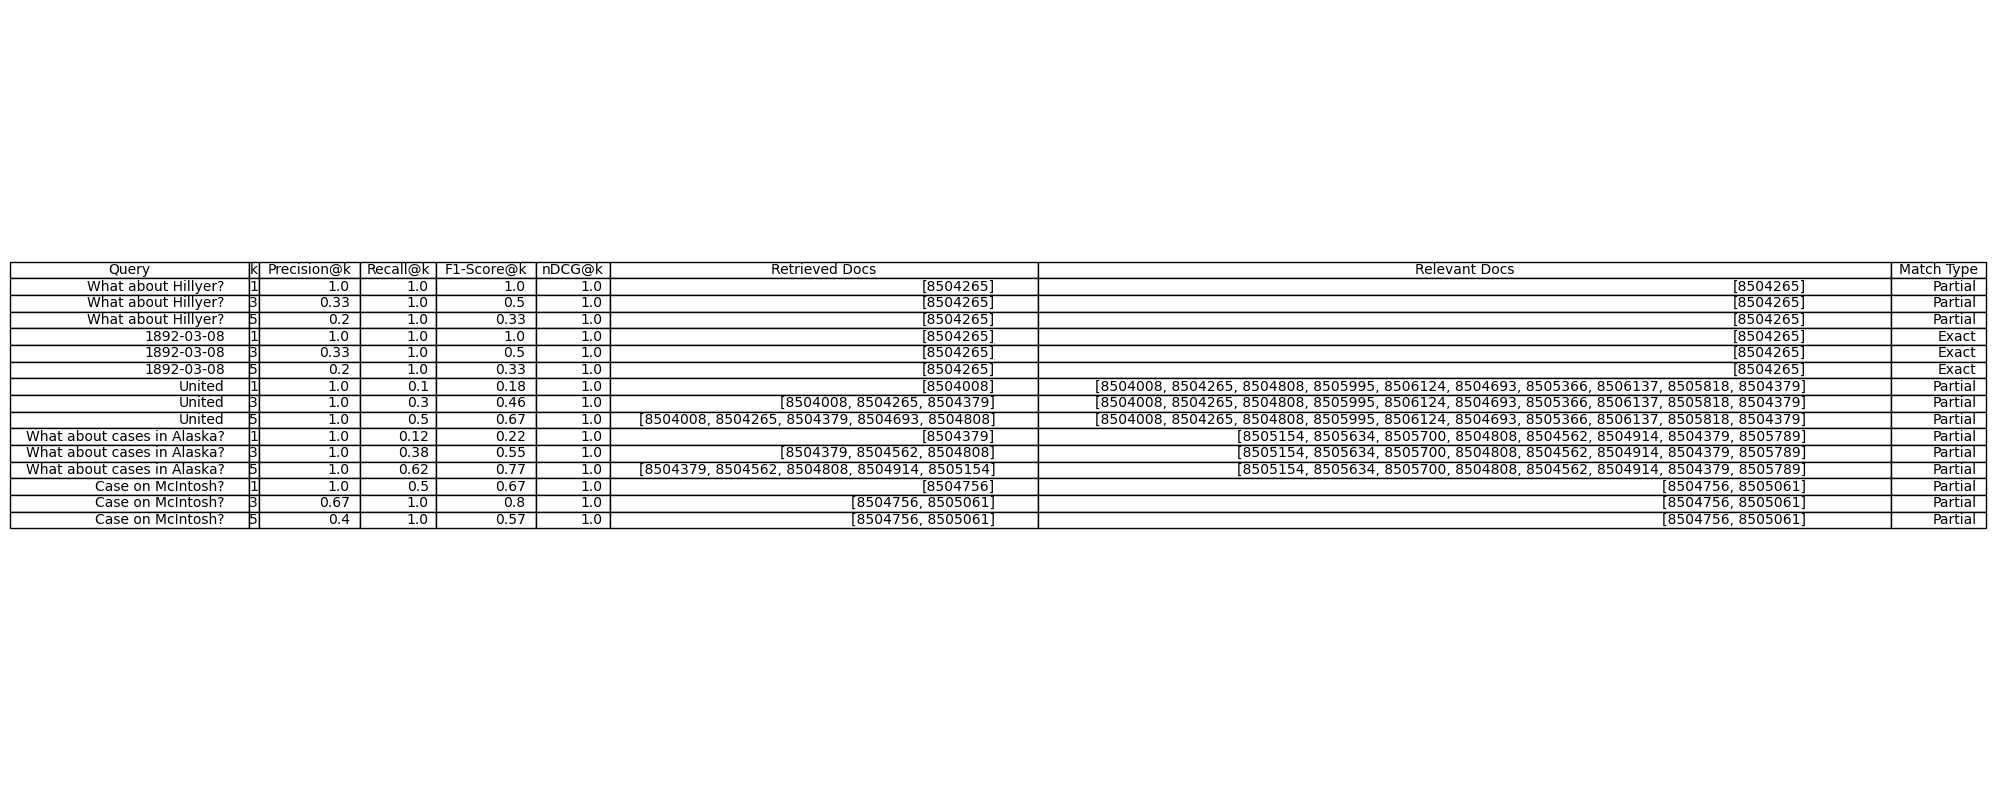 Query k Precision@k Recall@k F1-Score@k nDCG@k Retrieved Docs Relevant Docs Match Type
What about Hillyer? 1 1.0 1.0 1.0 1.0 [8504265] [8504265] Partial
What about Hillyer? 3 0.33 1.0 0.5 1.0 [8504265] [8504265] Partial
What about Hillyer? 5 0.2 1.0 0.33 1.0 [8504265] [8504265] Partial
1892-03-08 1 1.0 1.0 1.0 1.0 [8504265] [8504265] Exact
1892-03-08 3 0.33 1.0 0.5 1.0 [8504265] [8504265] Exact
1892-03-08 5 0.2 1.0 0.33 1.0 [8504265] [8504265] Exact
United 1 1.0 0.1 0.18 1.0 [8504008] [8504008, 8504265, 8504808, 8505995, 8506124, 8504693, 8505366, 8506137, 8505818, 8504379] Partial
United 3 1.0 0.3 0.46 1.0 [8504008, 8504265, 8504379] [8504008, 8504265, 8504808, 8505995, 8506124, 8504693, 8505366, 8506137, 8505818, 8504379] Partial
United 5 1.0 0.5 0.67 1.0 [8504008, 8504265, 8504379, 8504693, 8504808] [8504008, 8504265, 8504808, 8505995, 8506124, 8504693, 8505366, 8506137, 8505818, 8504379] Partial
What about cases in Alaska? 1 1.0 0.12 0.22 1.0 [8504379] [8505154, 8505634, 8505700, 8504808, 8504562, 8504914, 8504379, 8505789] Partial
What about cases in Alaska? 3 1.0 0.38 0.55 1.0 [8504379, 8504562, 8504808] [8505154, 8505634, 8505700, 8504808, 8504562, 8504914, 8504379, 8505789] Partial
What about cases in Alaska? 5 1.0 0.62 0.77 1.0 [8504379, 8504562, 8504808, 8504914, 8505154] [8505154, 8505634, 8505700, 8504808, 8504562, 8504914, 8504379, 8505789] Partial
Case on McIntosh? 1 1.0 0.5 0.67 1.0 [8504756] [8504756, 8505061] Partial
Case on McIntosh? 3 0.67 1.0 0.8 1.0 [8504756, 8505061] [8504756, 8505061] Partial
Case on McIntosh? 5 0.4 1.0 0.57 1.0 [8504756, 8505061] [8504756, 8505061] Partial